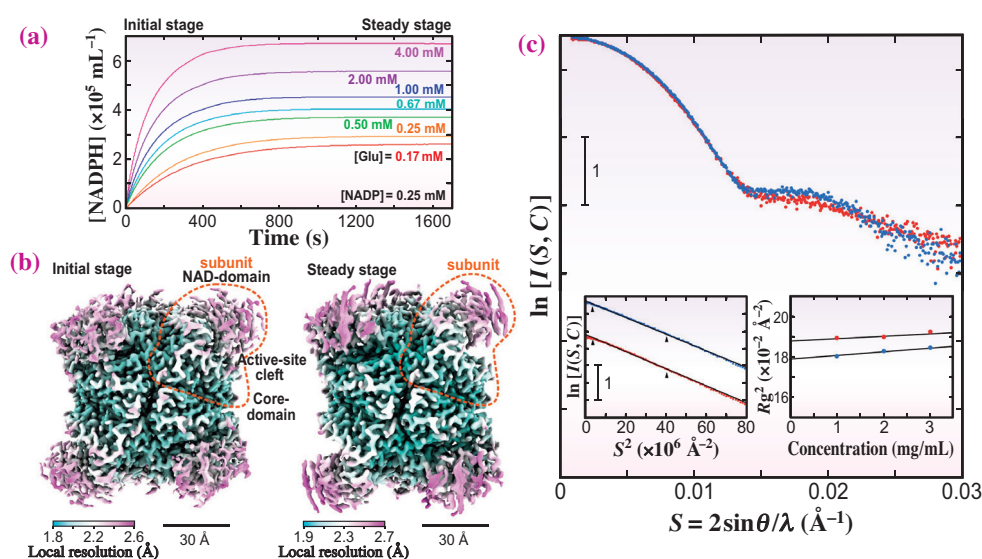 (a)
Initial stage
Steady stage
[NADPH] (×10⁵ mL⁻¹)
6
4
2
0
4.00 mM
2.00 mM
1.00 mM
0.67 mM
0.50 mM
0.25 mM
[Glu] = 0.17 mM
[NADP] = 0.25 mM
0
400
800
1200
1600
Time (s)
(b)
Initial stage
subunit
NAD-domain
Active-site
cleft
Core-
domain
1.8 2.2 2.6
Local resolution (Å)
30 Å
Steady stage
subunit
1.9 2.3 2.7
Local resolution (Å)
30 Å
(c)
ln [I (S, C)]
1
ln [I (S, C)]
1
0 20 40 60 80
S² (×10⁶ Å⁻²)
Rg² (×10⁻² Å⁻²)
20
18
16
0 1 2 3
Concentration (mg/mL)
0
0.01
0.02
0.03
S = 2sinθ/λ (Å⁻¹)